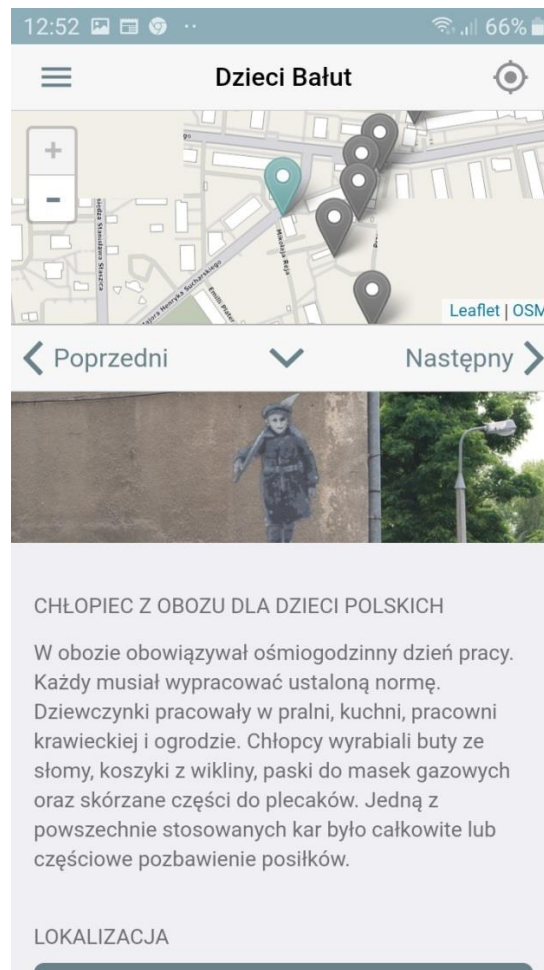 12:52
66%
Dzieci Bałut
+
-
Mikołaja Reja
Leaflet | OSM
Poprzedni
Następny
CHŁOPIEC Z OBOZU DLA DZIECI POLSKICH
W obozie obowiązywał ośmiogodzinny dzień pracy.
Każdy musiał wypracować ustaloną normę.
Dziewczynki pracowały w pralni, kuchni, pracowni
krawieckiej i ogrodzie. Chłopcy wyrabiali buty ze
słomy, koszyki z wikliny, paski do masek gazowych
oraz skórzane części do plecaków. Jedną z
powszechnie stosowanych kar było całkowite lub
częściowe pozbawienie posiłków.
LOKALIZACJA